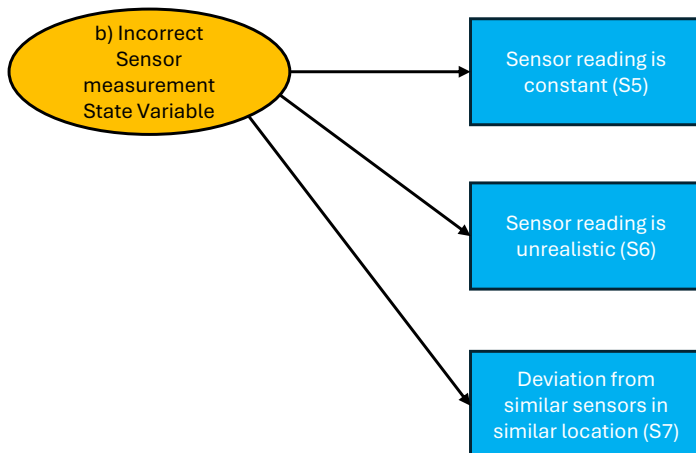 b) Incorrect
Sensor
measurement
State Variable
Sensor reading is
constant (S5)
Sensor reading is
unrealistic (S6)
Deviation from
similar sensors in
similar location (S7)